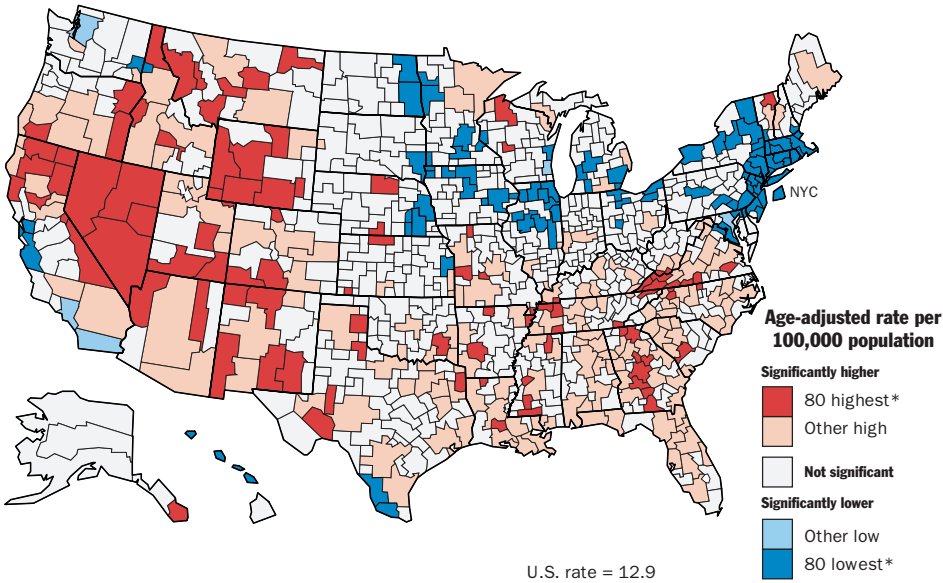 NYC
Age-adjusted rate per
100,000 population
Significantly higher
80 highest*
Other high
Not significant
Significantly lower
Other low
80 lowest*
U.S. rate = 12.9